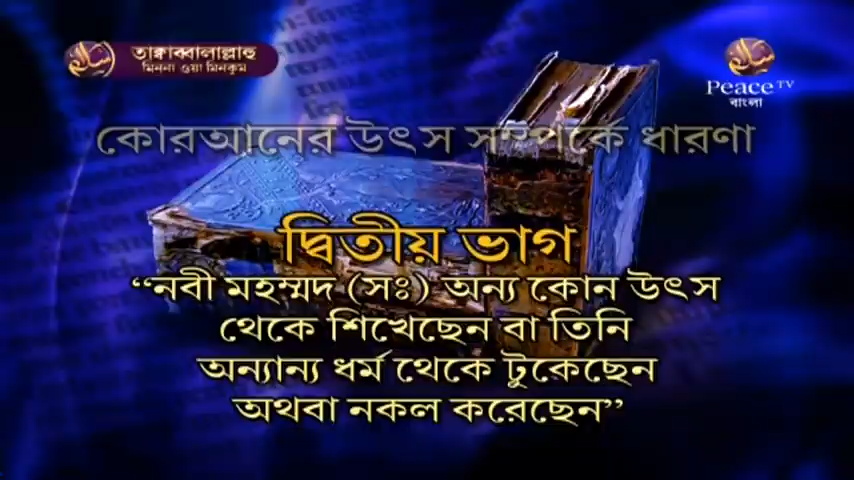 তাক্বাব্বালাল্লাহু
মিননা ওয়া মিনকুম
Peace TV
বাংলা
কোরআনের উৎস সম্পর্কে ধারণা
দ্বিতীয় ভাগ
“নবী মহম্মদ (সঃ) অন্য কোন উৎস
থেকে শিখেছেন বা তিনি
অন্যান্য ধর্ম থেকে টুকেছেন
অথবা নকল করেছেন”